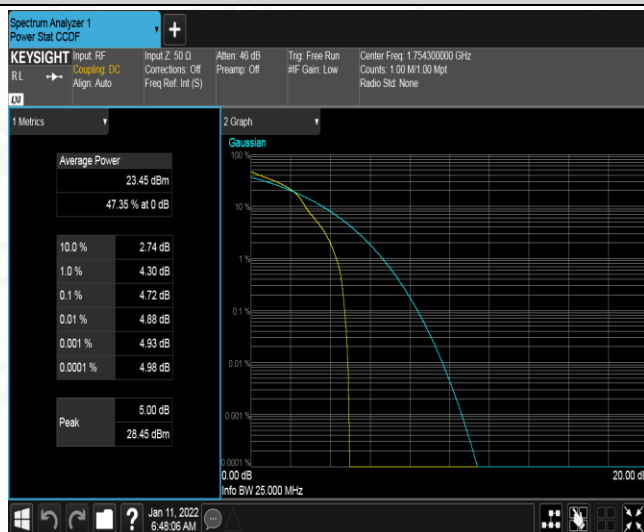 Spectrum Analyzer 1
Power Stat CCDF
+
KEYSIGHT Input: RF Input Z: 50 Ω Atten: 46 dB Trig: Free Run Center Freq: 1.754300000 GHz
RL Coupling: DC Corrections: Off Preamp: Off #IF Gain: Low Counts: 1.00 M/1.00 Mpt
Align: Auto Freq Ref: Int (S) Radio Std: None
LXI
1 Metrics
Average Power
23.45 dBm
47.35 % at 0 dB
10.0 % 2.74 dB
1.0 % 4.30 dB
0.1 % 4.72 dB
0.01 % 4.88 dB
0.001 % 4.93 dB
0.0001 % 4.98 dB
Peak 5.00 dB
28.45 dBm
2 Graph
Gaussian
100 %
10 %
1 %
0.1 %
0.01 %
0.001 %
0.0001 %
0.00 dB 20.00 dB
Info BW 25.000 MHz
? Jan 11, 2022
6:48:06 AM